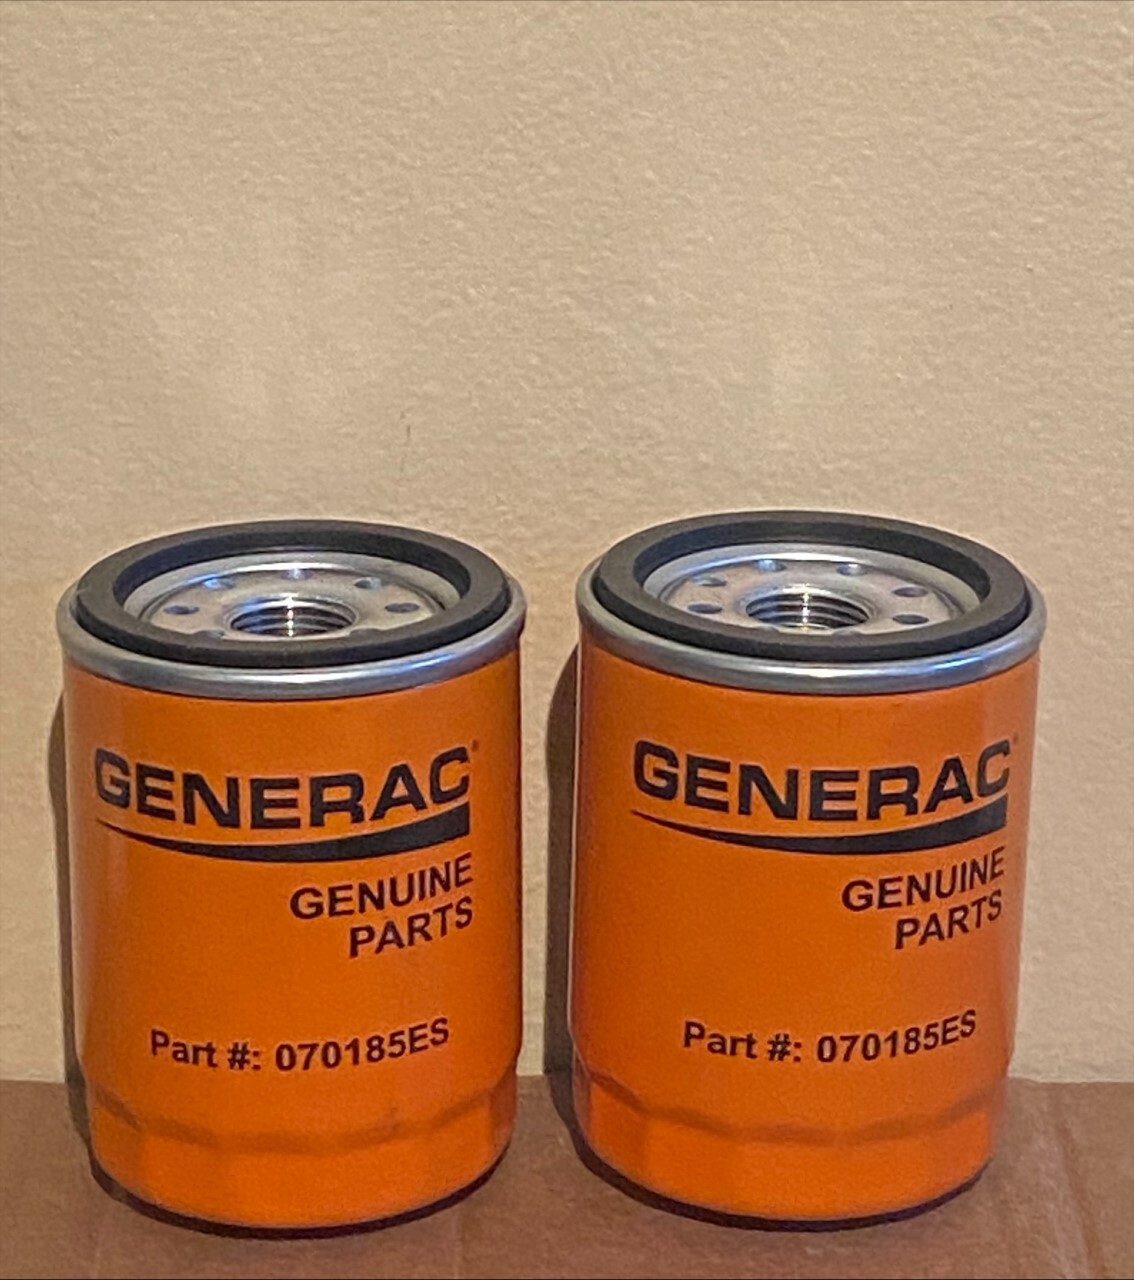 GENERAC
GENUINE
PARTS
Part #: 070185ES
GENERAC
GENUINE
PARTS
Part #: 070185ES